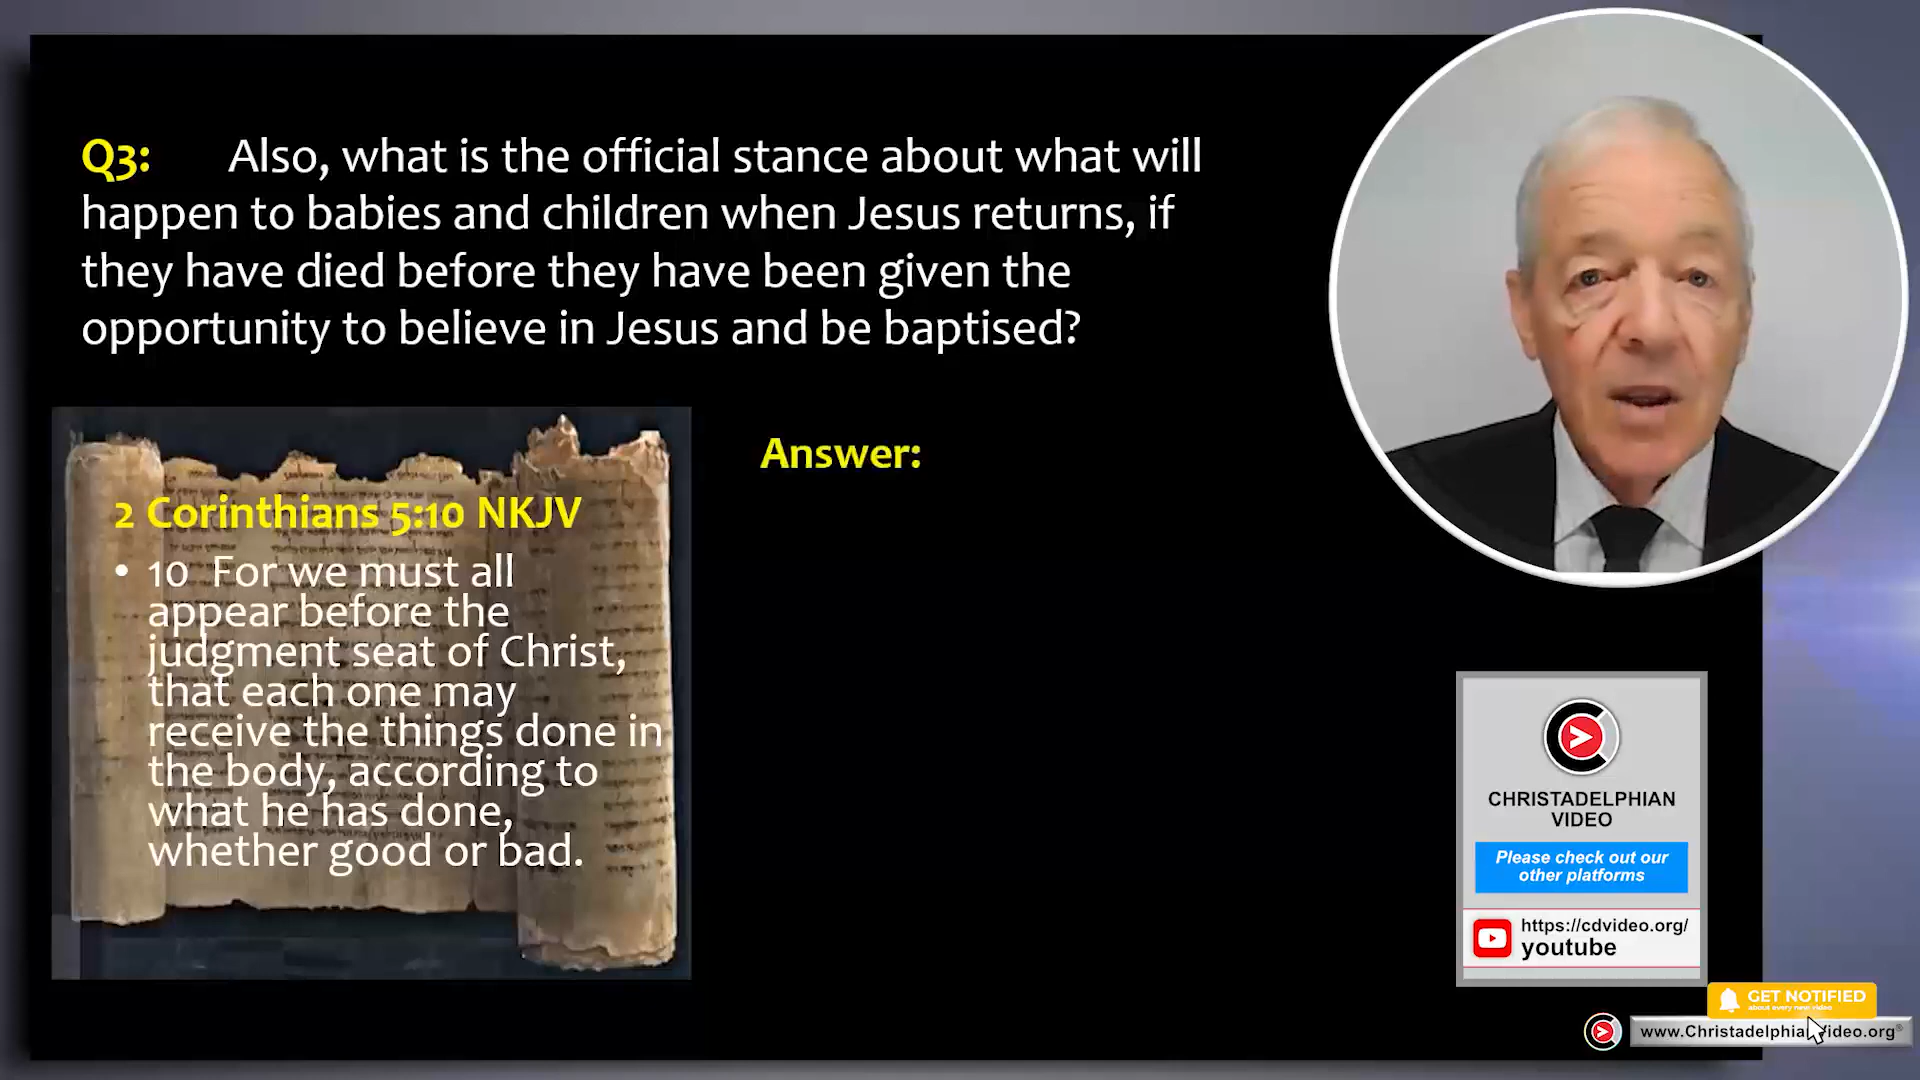 Q3: Also, what is the official stance about what will
happen to babies and children when Jesus returns, if
they have died before they have been given the
opportunity to believe in Jesus and be baptised?
Answer:
2 Corinthians 5:10 NKJV
• 10 For we must all
appear before the
judgment seat of Christ,
that each one may
receive the things done in
the body, according to
what he has done,
whether good or bad.
CHRISTADELPHIAN
VIDEO
Please check out our
other platforms
https://cdvideo.org/
youtube
GET NOTIFIED
about every new video
www.ChristadelphianVideo.org®